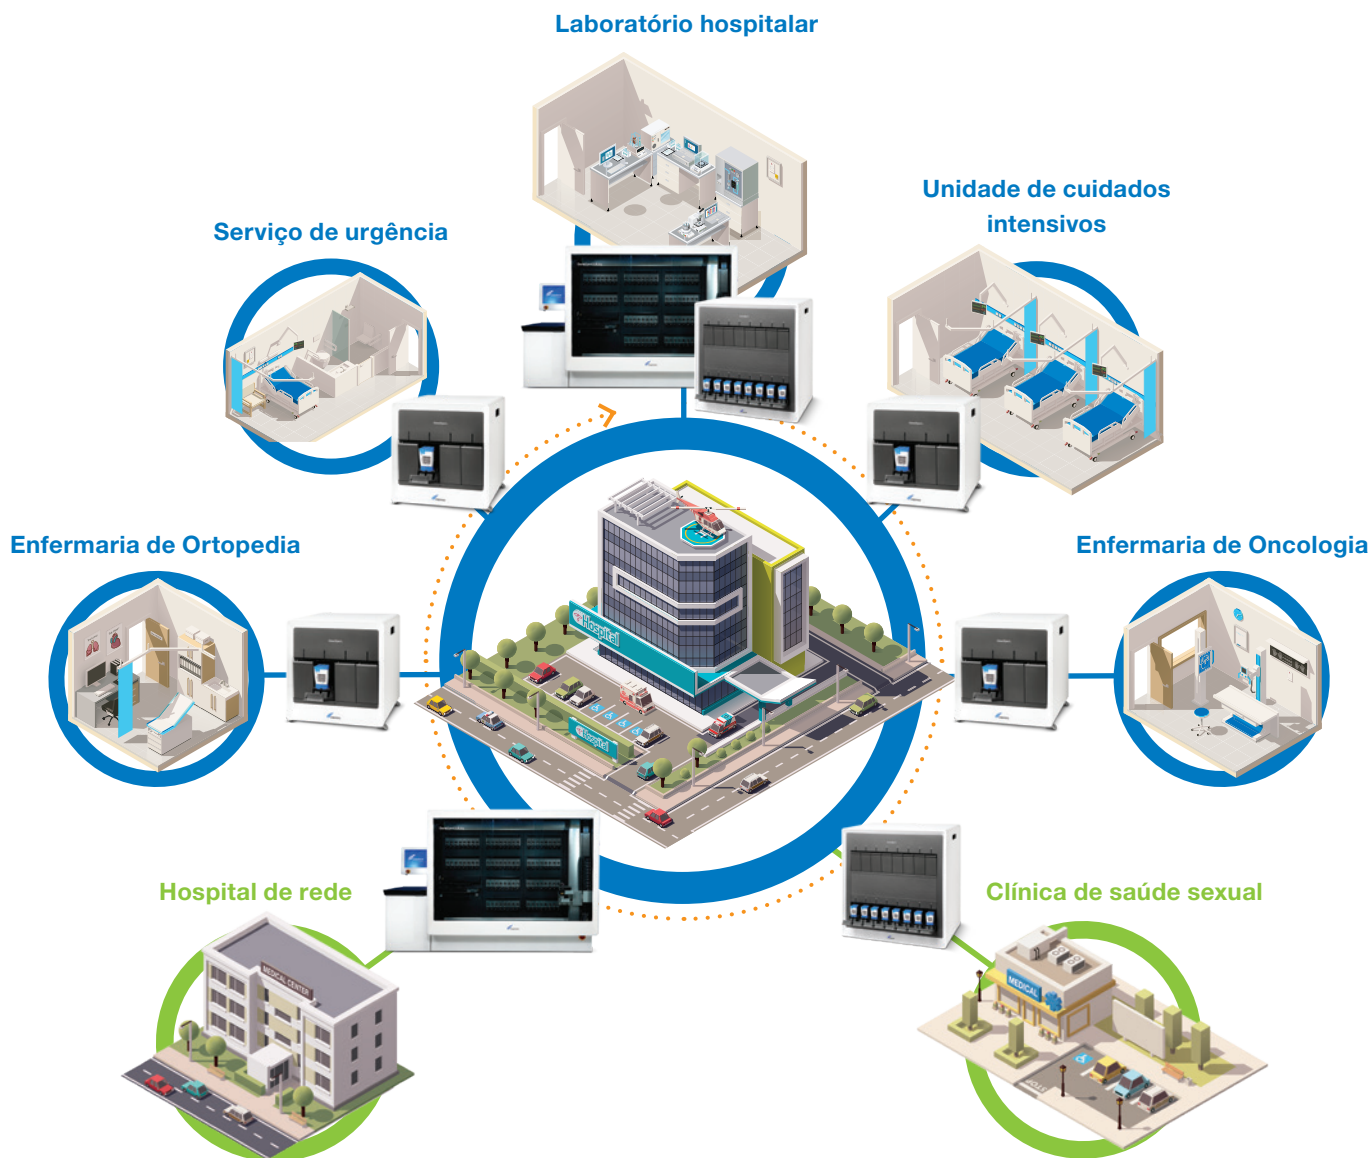 Laboratório hospitalar
Unidade de cuidados
intensivos
Serviço de urgência
Enfermaria de Ortopedia
Enfermaria de Oncologia
Hospital
Hospital
Hospital de rede
Clínica de saúde sexual
MEDICAL CENTER
MEDICAL
STOP